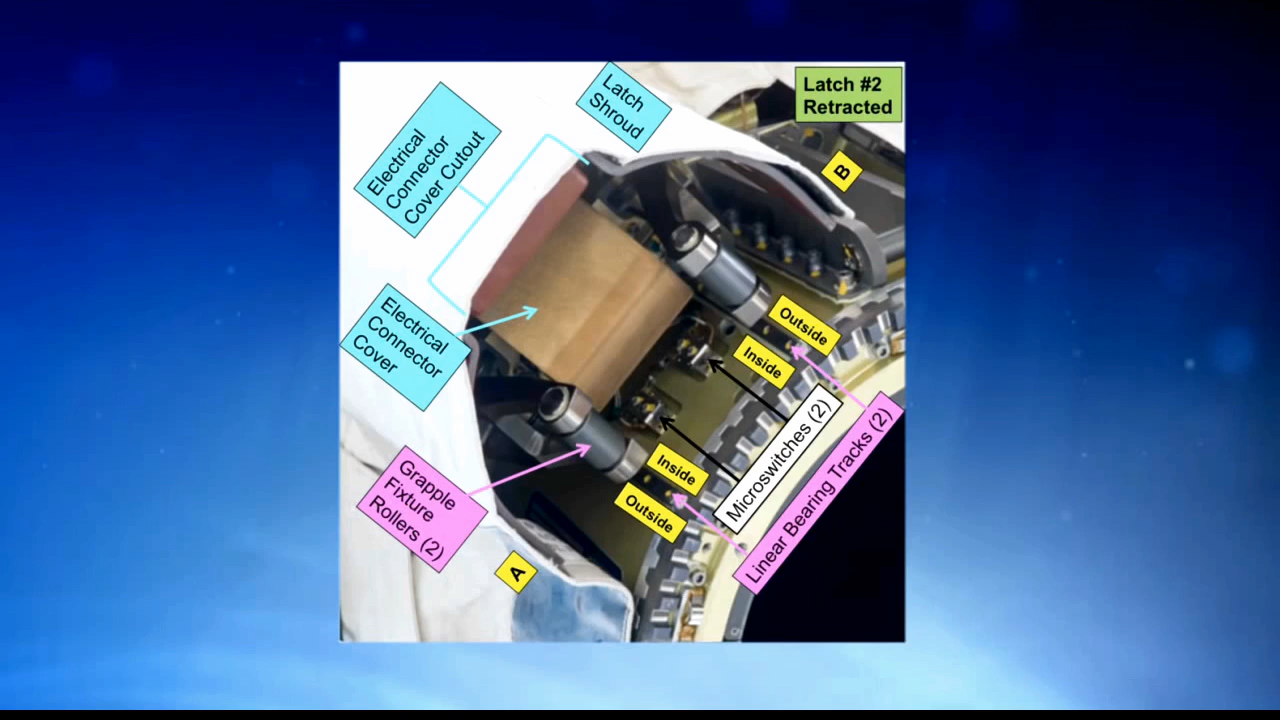 Latch
Shroud
Latch #2
Retracted
Electrical
Connector
Cover Cutout
B
Electrical
Connector
Cover
Outside
Inside
Microswitches (2)
Linear Bearing Tracks (2)
Inside
Outside
Grapple
Fixture
Rollers (2)
A